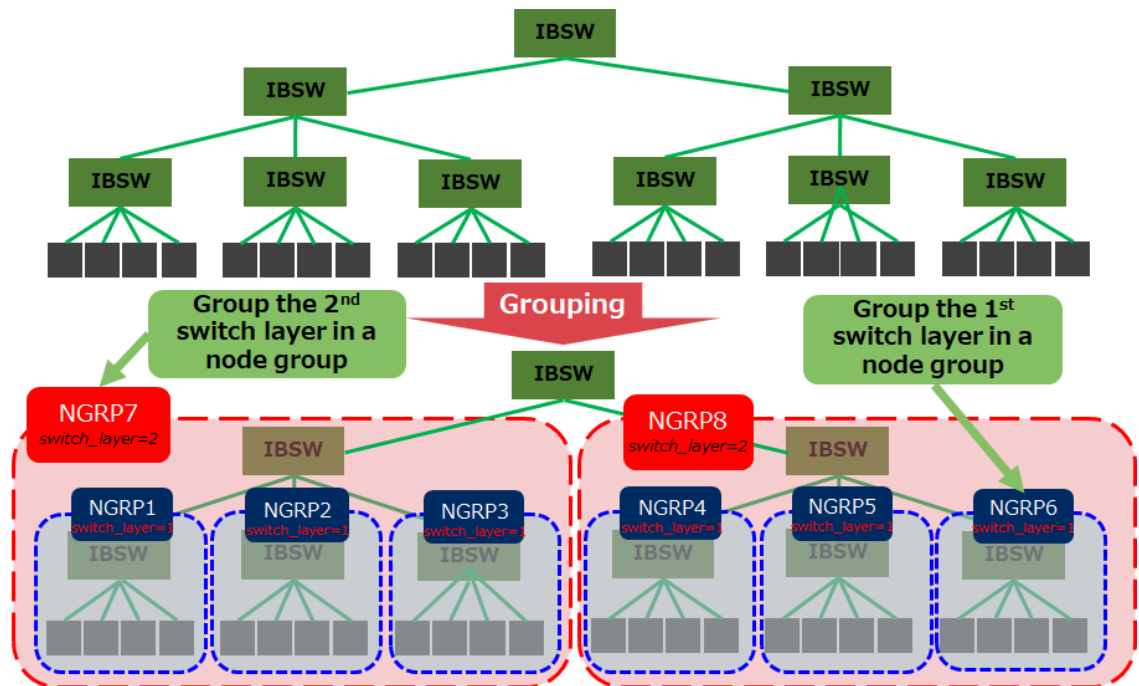 IBSW
IBSW
IBSW
IBSW
IBSW
IBSW
IBSW
IBSW
IBSW
Group the 2nd
switch layer in a
node group
Grouping
Group the 1st
switch layer in a
node group
IBSW
NGRP7
switch_layer=2
NGRP8
switch_layer=2
IBSW
IBSW
NGRP1
switch_layer=1
NGRP2
switch_layer=1
NGRP3
switch_layer=1
NGRP4
switch_layer=1
NGRP5
switch_layer=1
NGRP6
switch_layer=1
IBSW
IBSW
IBSW
IBSW
IBSW
IBSW